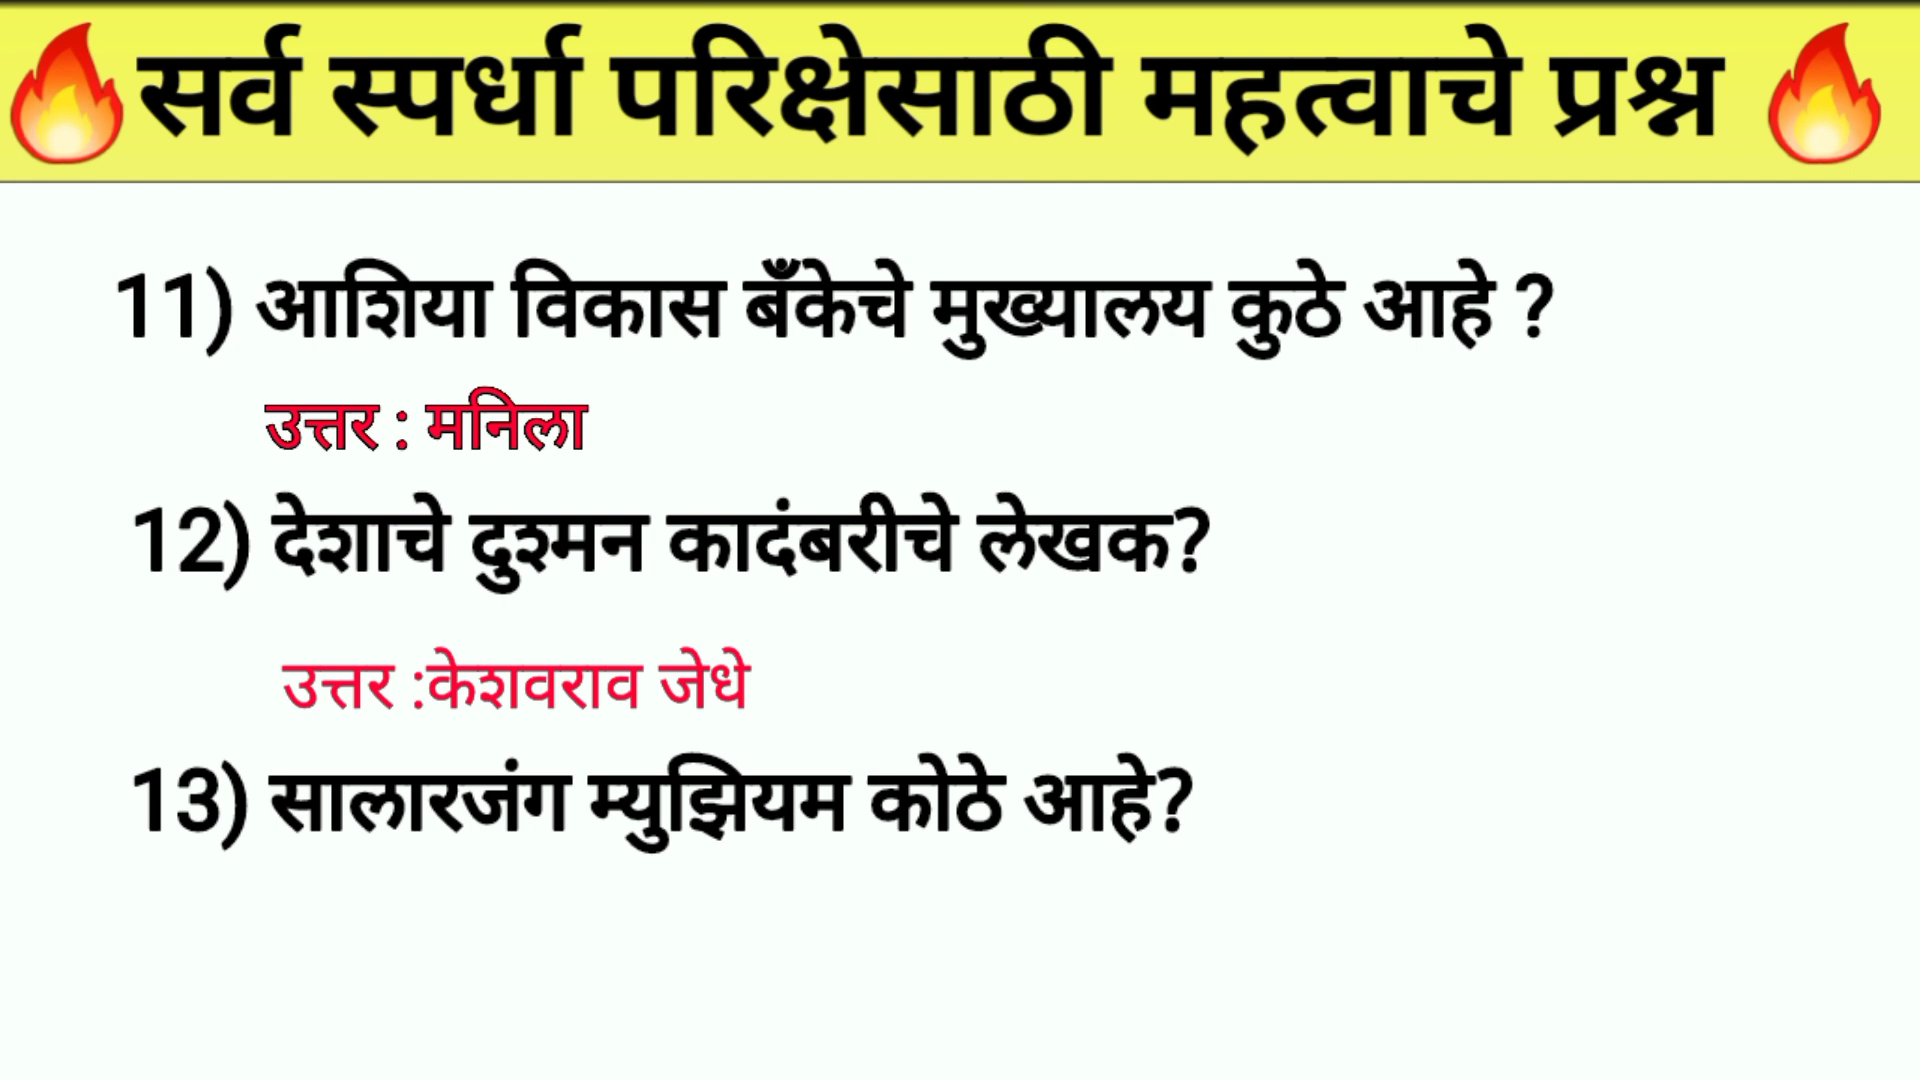 सर्व स्पर्धा परिक्षेसाठी महत्वाचे प्रश्न
11) आशिया विकास बँकेचे मुख्यालय कुठे आहे ?
उत्तर : मनिला
12) देशाचे दुश्मन कादंबरीचे लेखक?
उत्तर :केशवराव जेधे
13) सालारजंग म्युझियम कोठे आहे?